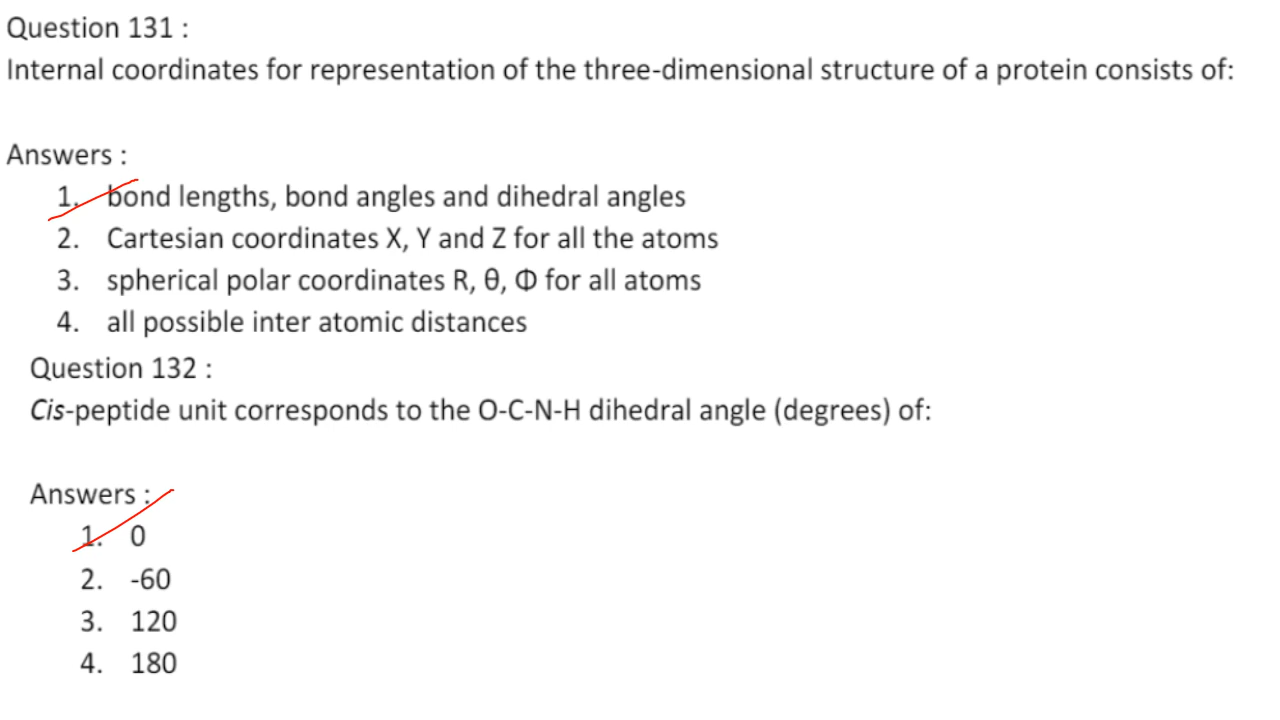 Question 131 :
Internal coordinates for representation of the three-dimensional structure of a protein consists of:
Answers :
1. bond lengths, bond angles and dihedral angles
2. Cartesian coordinates X, Y and Z for all the atoms
3. spherical polar coordinates R, θ, Φ for all atoms
4. all possible inter atomic distances
Question 132 :
Cis-peptide unit corresponds to the O-C-N-H dihedral angle (degrees) of:
Answers :
1. 0
2. -60
3. 120
4. 180